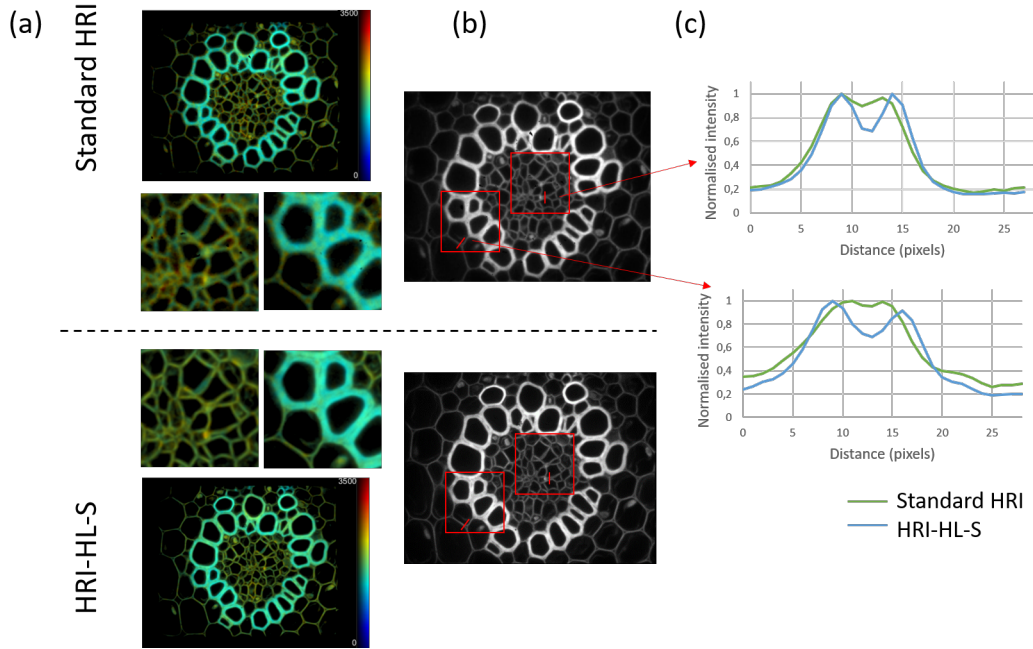 (a)
(b)
(c)
Standard HRI
3500
0
Normalised intensity
1
0,8
0,6
0,4
0,2
0
0 5 10 15 20 25
Distance (pixels)
Normalised intensity
1
0,8
0,6
0,4
0,2
0
0 5 10 15 20 25
Distance (pixels)
HRI-HL-S
3500
0
Standard HRI
HRI-HL-S